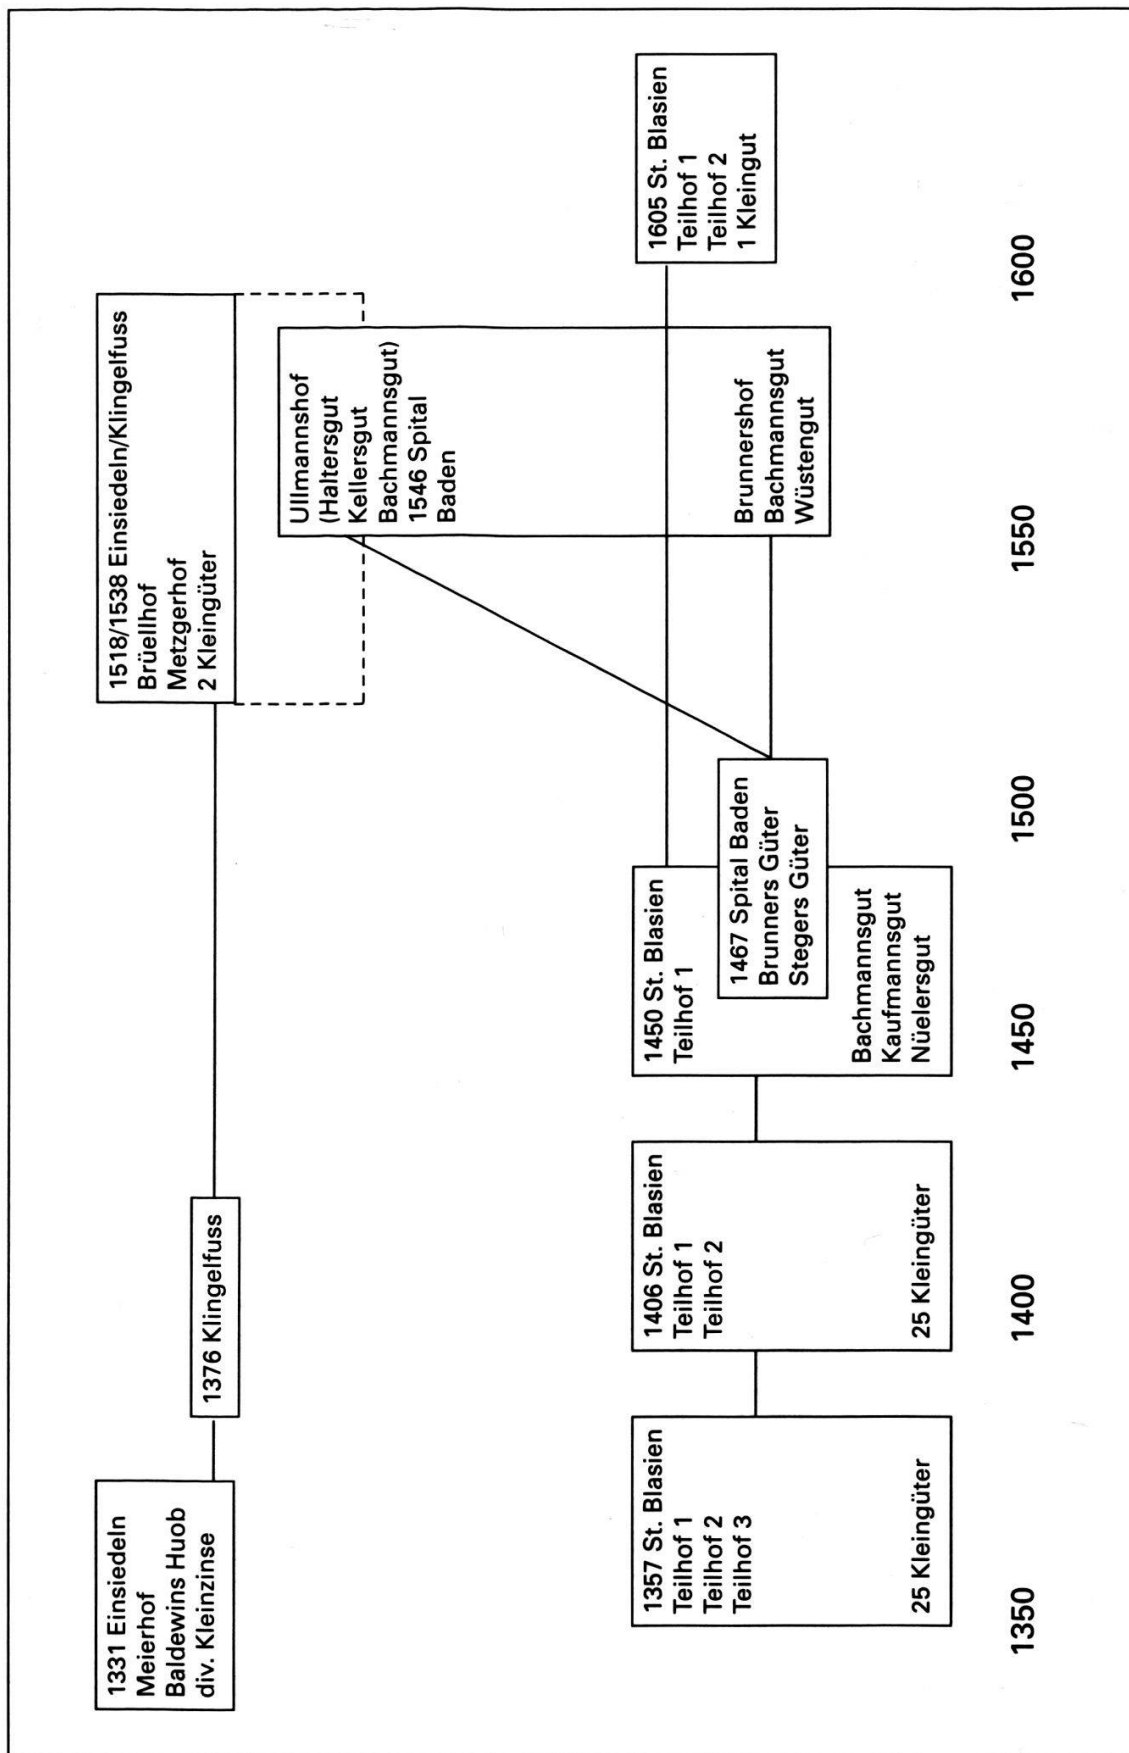 1331 Einsiedeln
Meierhof
Baldewins Huob
div. Kleinzinse
1376 Klingelfuss
1518/1538 Einsiedeln/Klingelfuss
Brüellhof
Metzgerhof
2 Kleingüter
Ullmannshof
(Haltersgut
Kellersgut
Bachmannsgut)
1546 Spital
Baden
Brunnershof
Bachmannsgut
Wüstengut
1357 St. Blasien
Teilhof 1
Teilhof 2
Teilhof 3
25 Kleingüter
1406 St. Blasien
Teilhof 1
Teilhof 2
25 Kleingüter
1450 St. Blasien
Teilhof 1
1467 Spital Baden
Brunners Güter
Stegers Güter
Bachmannsgut
Kaufmannsgut
Nüelersgut
1605 St. Blasien
Teilhof 1
Teilhof 2
1 Kleingut
1350
1400
1450
1500
1550
1600